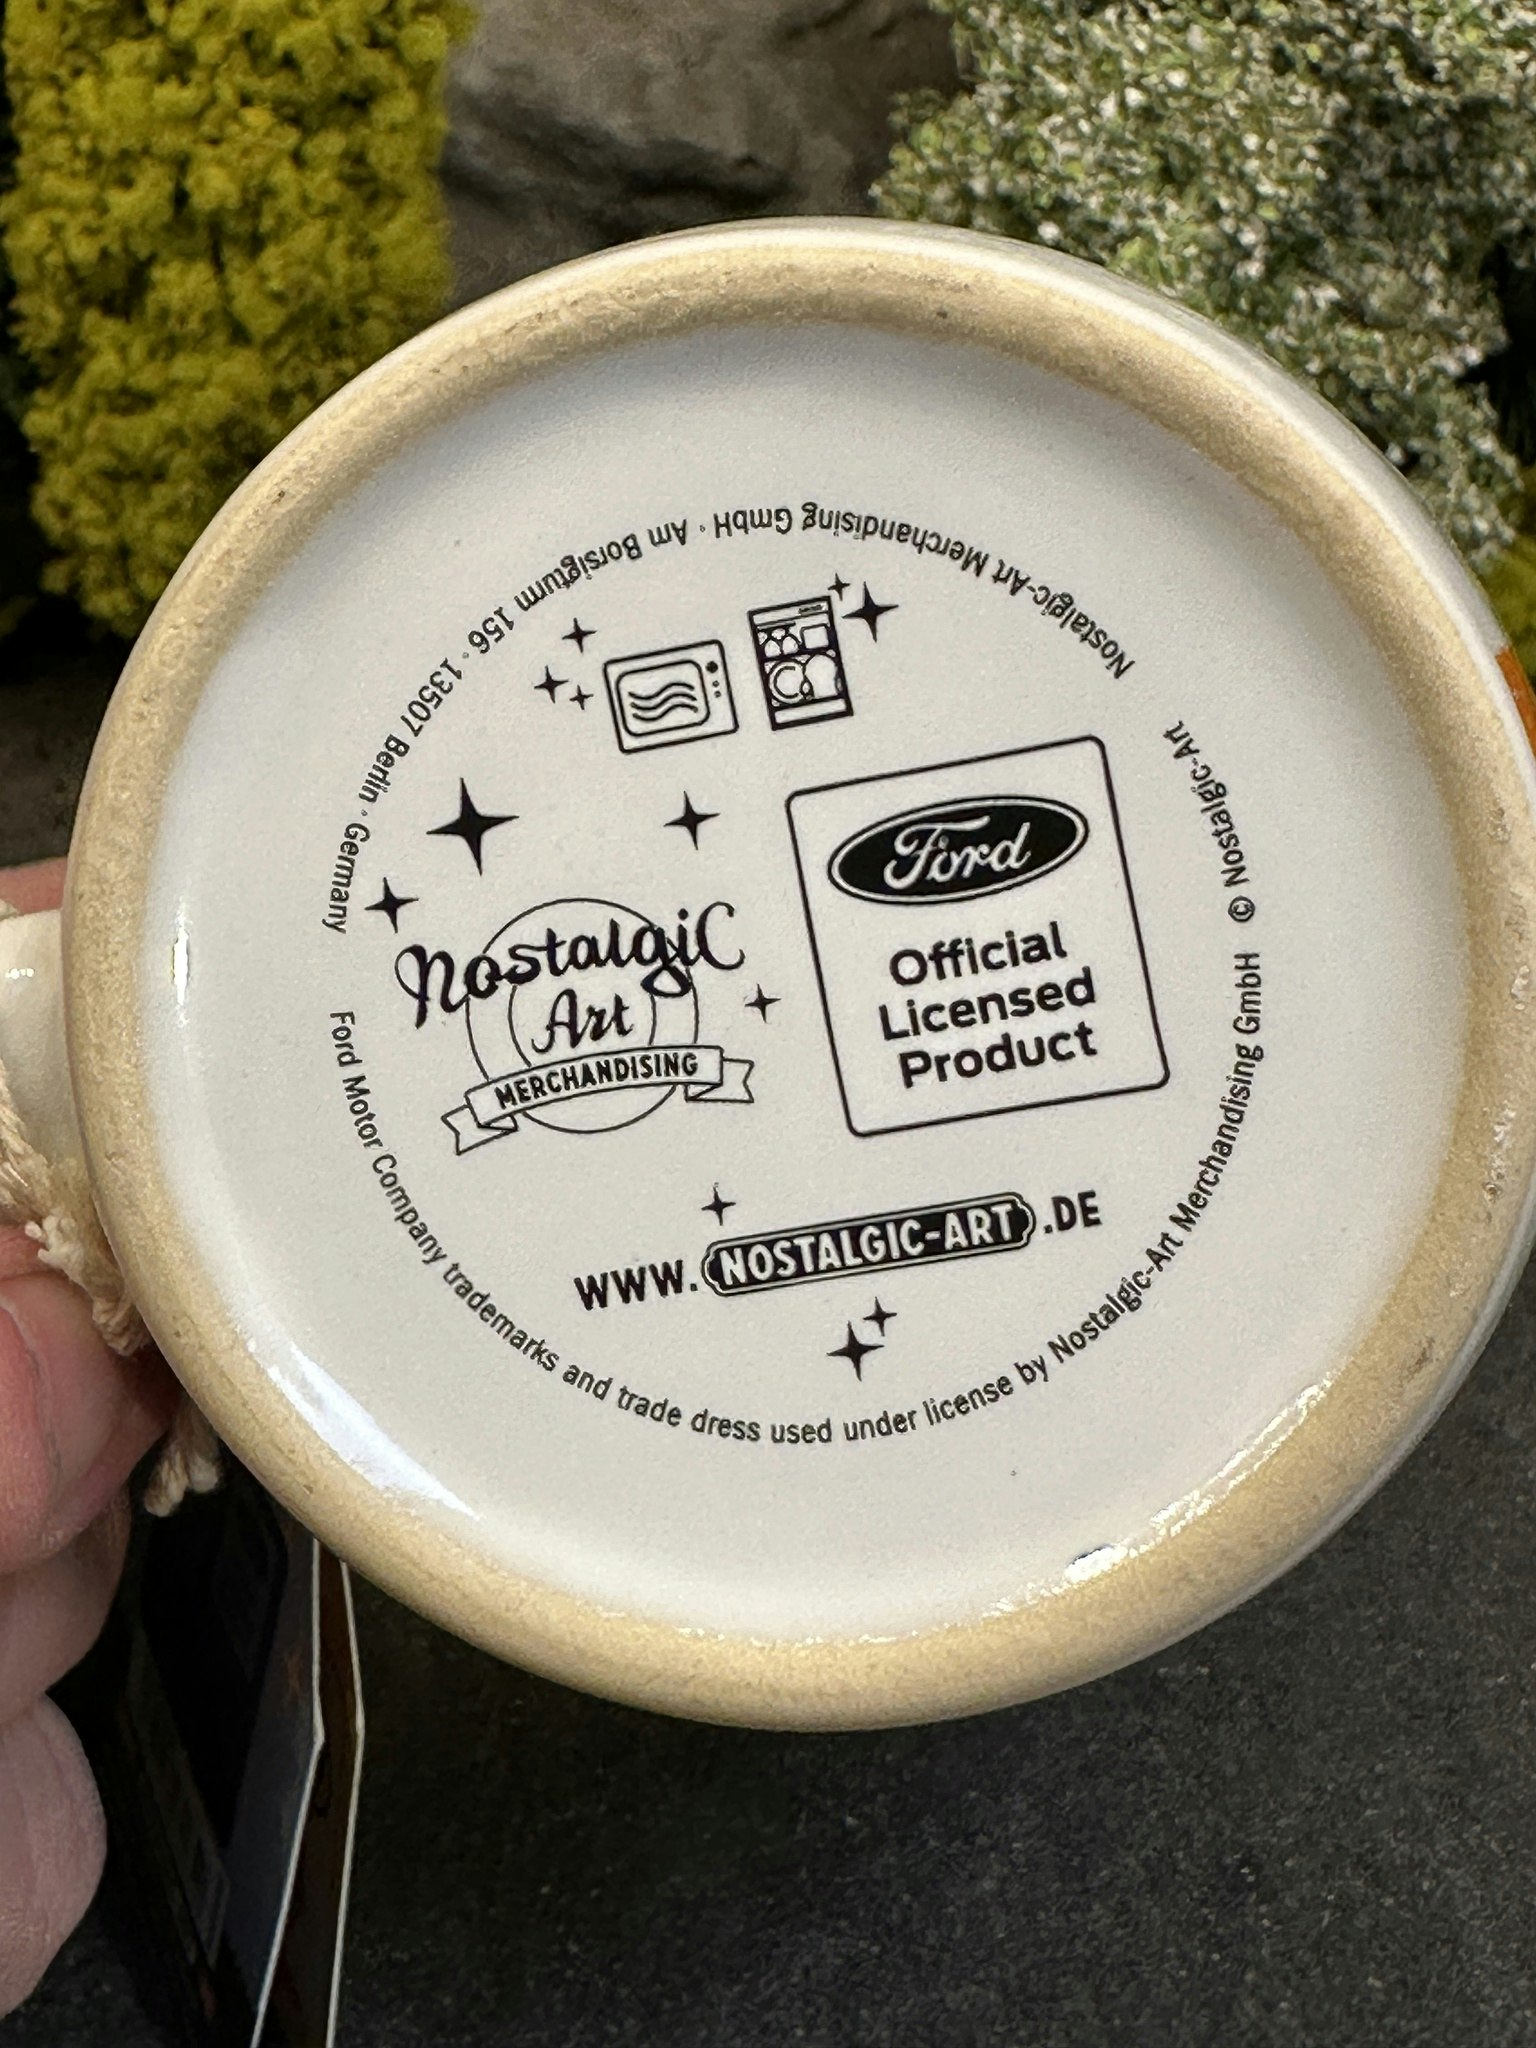 Nostalgic-Art Merchandising GmbH · Am Borsigturm 156 · 13507 Berlin · Germany
Ford
Official
Licensed
Product
Nostalgic
Art
MERCHANDISING
WWW.NOSTALGIC-ART.DE
Ford Motor Company trademarks and trade dress used under license by Nostalgic-Art Merchandising GmbH © Nostalgic-Art